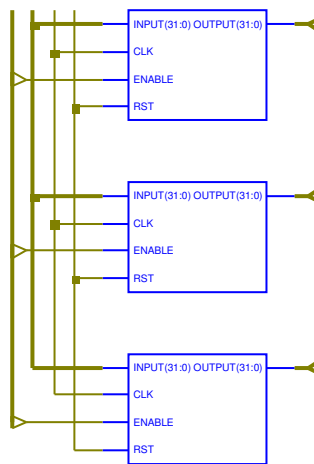 INPUT(31:0) OUTPUT(31:0)
CLK
ENABLE
RST
INPUT(31:0) OUTPUT(31:0)
CLK
ENABLE
RST
INPUT(31:0) OUTPUT(31:0)
CLK
ENABLE
RST